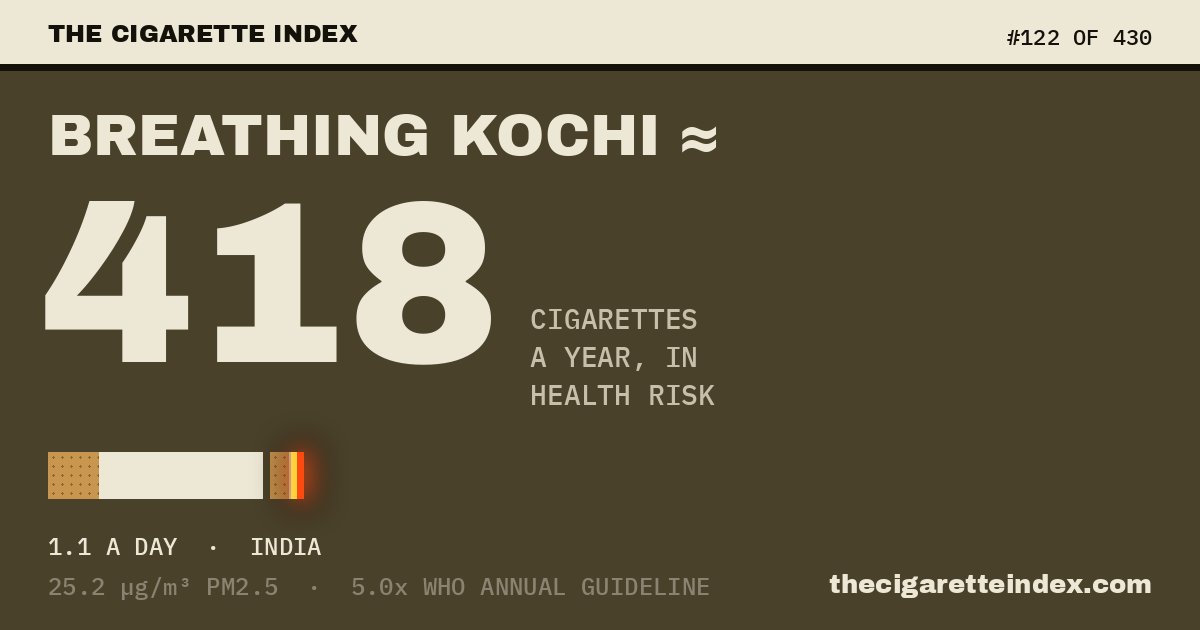 THE CIGARETTE INDEX
#122 OF 430
BREATHING KOCHI ≈
418
CIGARETTES
A YEAR, IN
HEALTH RISK
1.1 A DAY · INDIA
25.2 µg/m³ PM2.5 · 5.0x WHO ANNUAL GUIDELINE
thecigaretteindex.com